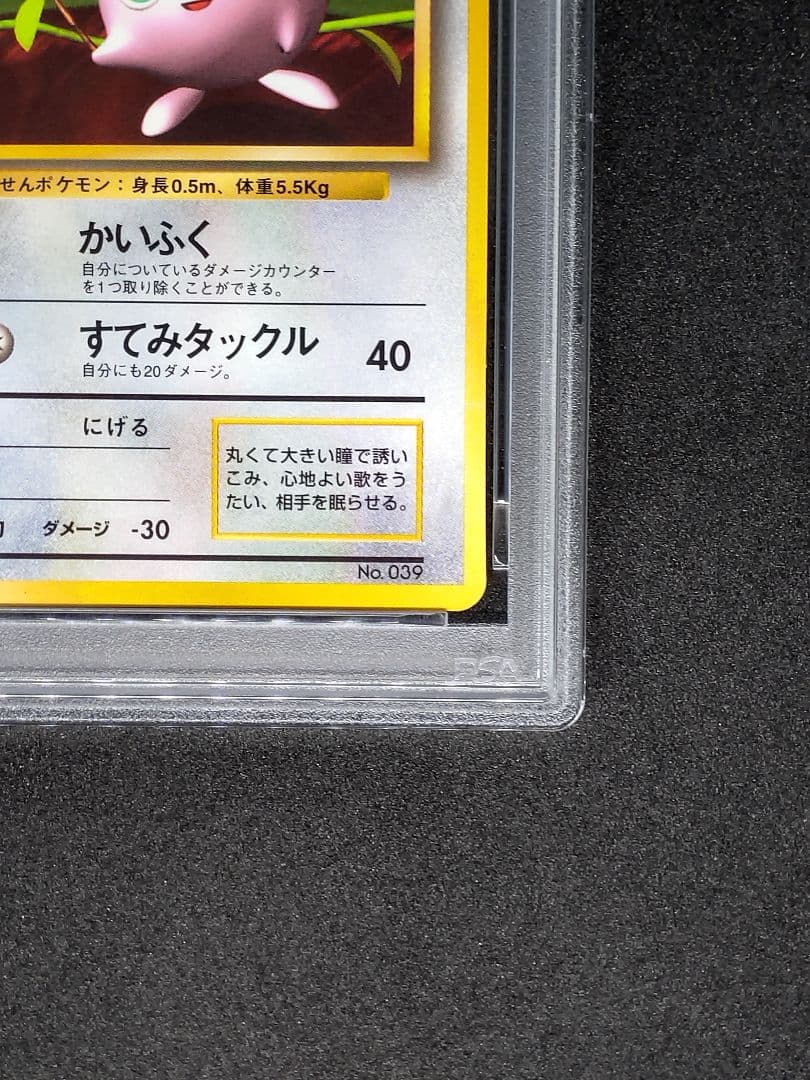 せんポケモン：身長0.5m、体重5.5Kg
かいふく
自分についているダメージカウンター
を1つ取り除くことができる。
すてみタックル 40
自分にも20ダメージ。
にげる
丸くて大きい瞳で誘い
こみ、心地よい歌をう
たい、相手を眠らせる。
ダメージ -30
No. 039
PSA